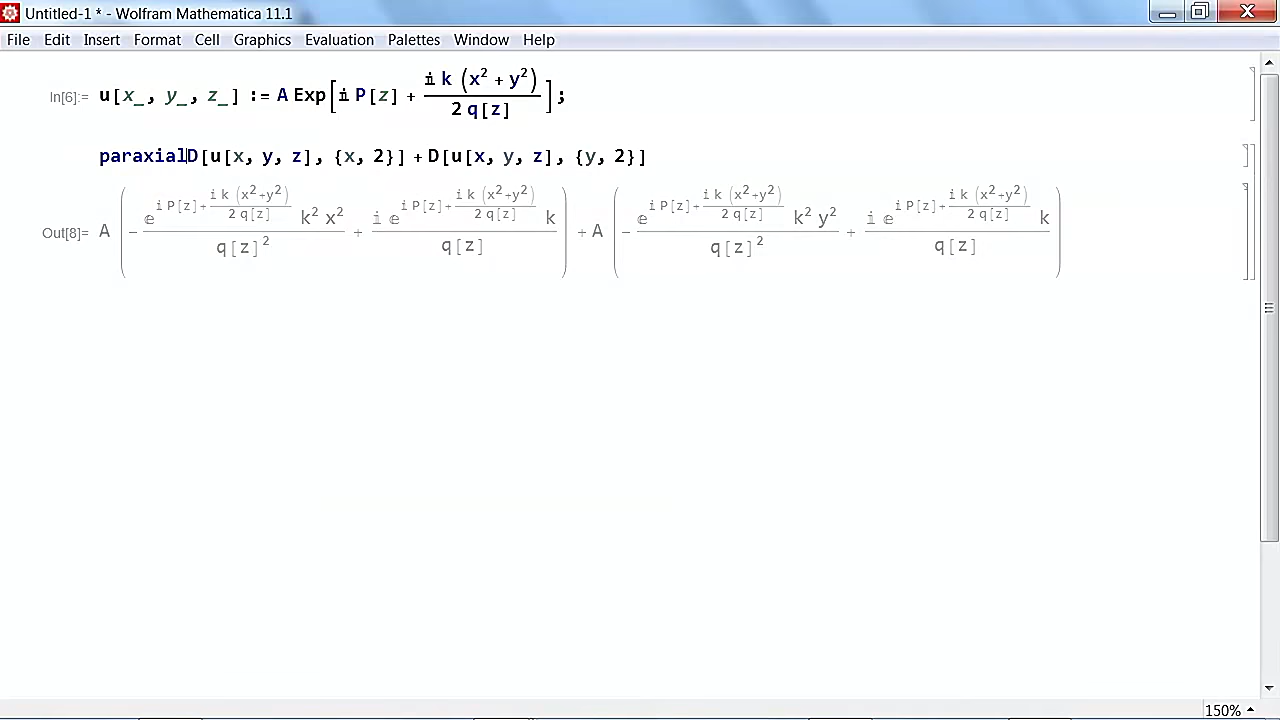 Untitled-1 * - Wolfram Mathematica 11.1
File Edit Insert Format Cell Graphics Evaluation Palettes Window Help
In[6]:= u[x_, y_, z_] := A Exp[ⅈ P[z] + (ⅈ k (x² + y²))/(2 q[z])];
paraxialD[u[x, y, z], {x, 2}] + D[u[x, y, z], {y, 2}]
Out[8]= A (-(ⅇ^(ⅈ P[z]+(ⅈ k (x²+y²))/(2 q[z])) k² x²)/(q[z]²) + (ⅈ ⅇ^(ⅈ P[z]+(ⅈ k (x²+y²))/(2 q[z])) k)/(q[z])) + A (-(ⅇ^(ⅈ P[z]+(ⅈ k (x²+y²))/(2 q[z])) k² y²)/(q[z]²) + (ⅈ ⅇ^(ⅈ P[z]+(ⅈ k (x²+y²))/(2 q[z])) k)/(q[z]))
150%